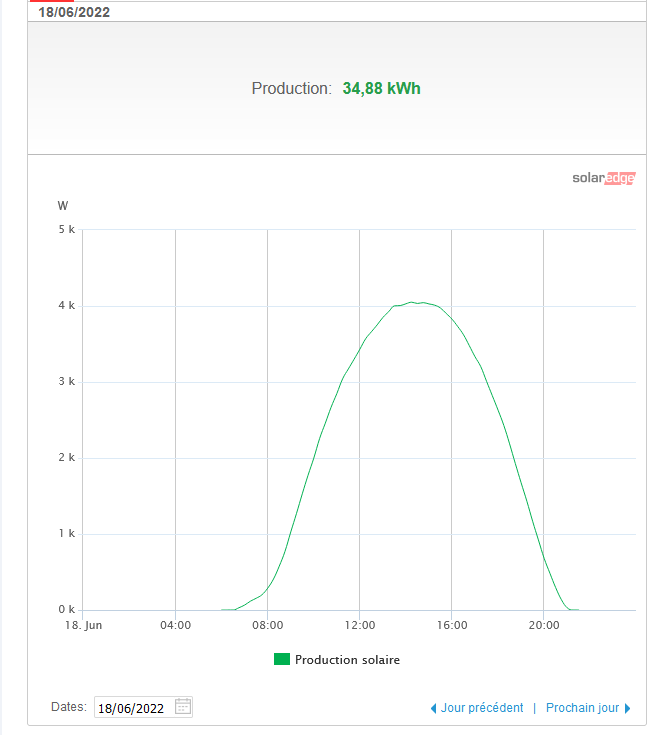 18/06/2022
Production: 34,88 kWh
solaredge
W
5 k
4 k
3 k
2 k
1 k
0 k
18. Jun 04:00 08:00 12:00 16:00 20:00
Production solaire
Dates: 18/06/2022 Jour précédent | Prochain jour